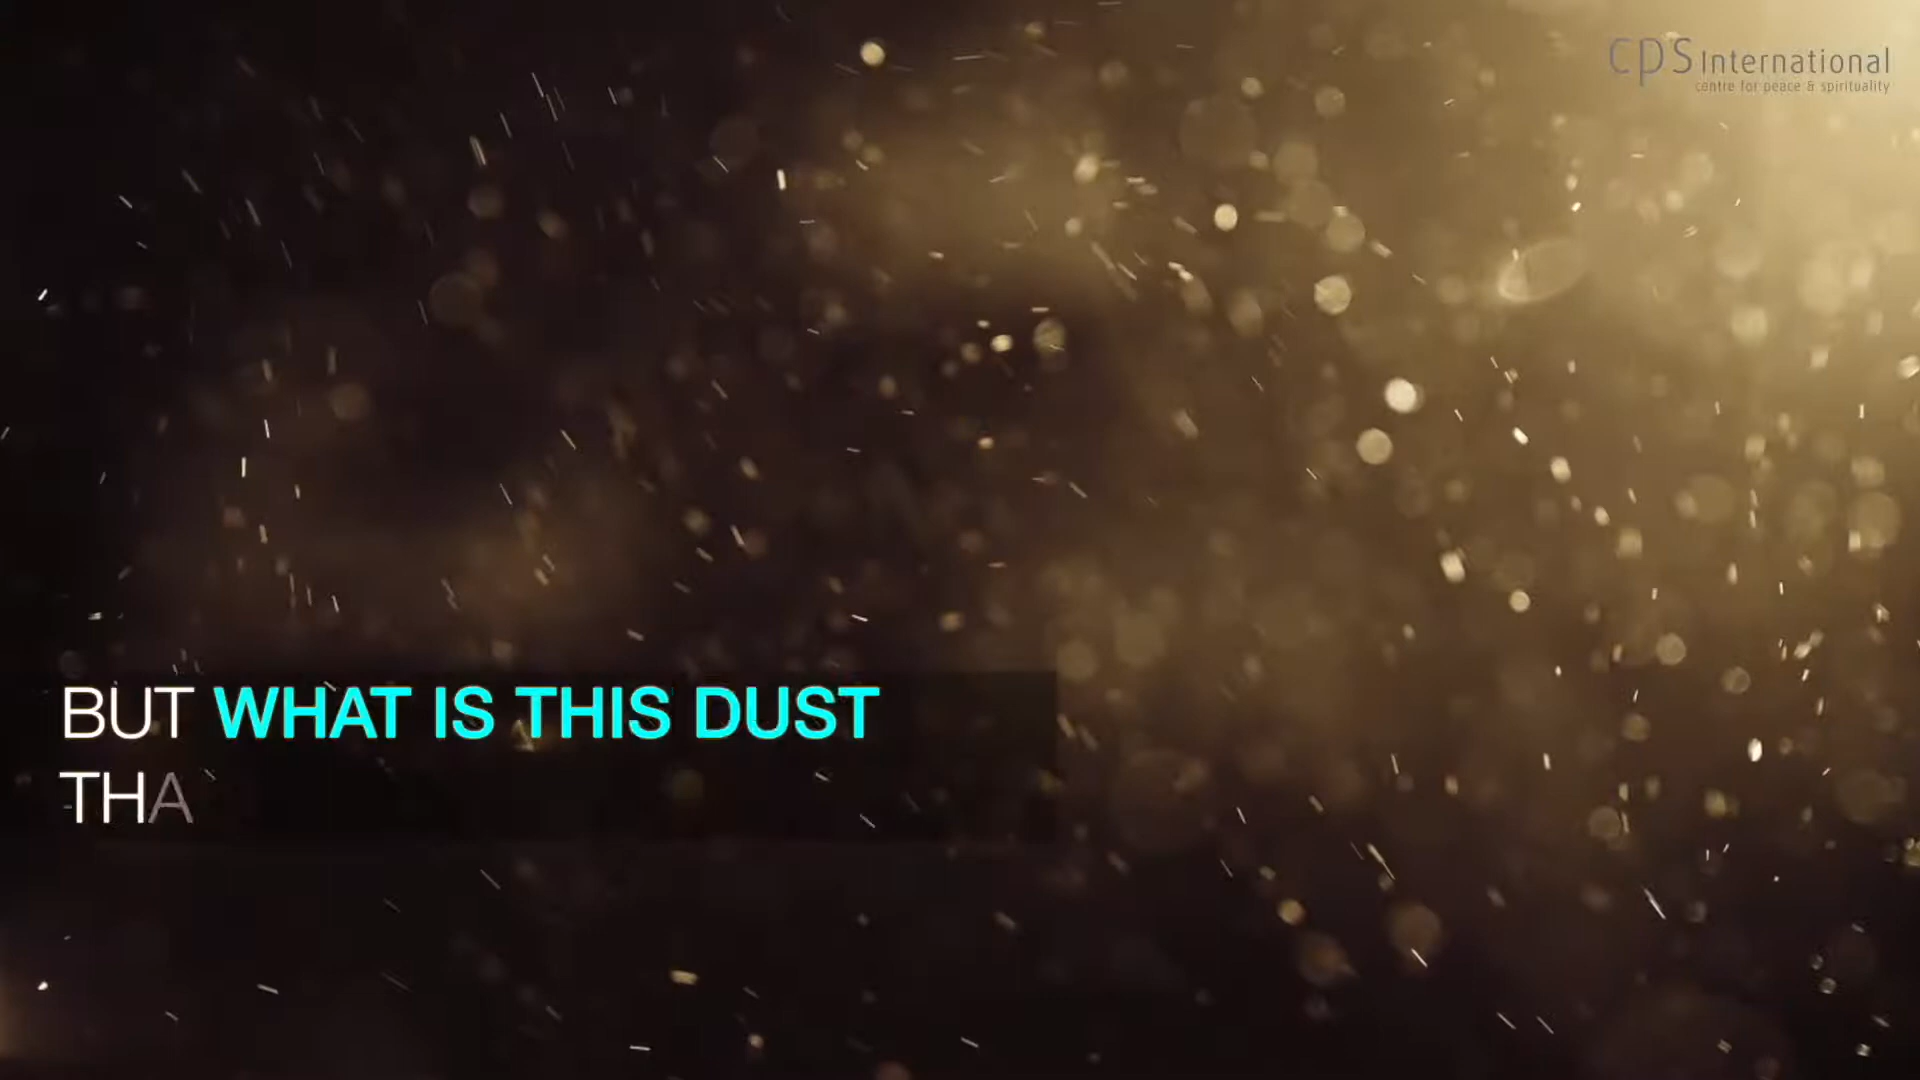 cps International
centre for peace & spirituality
BUT WHAT IS THIS DUST
THA